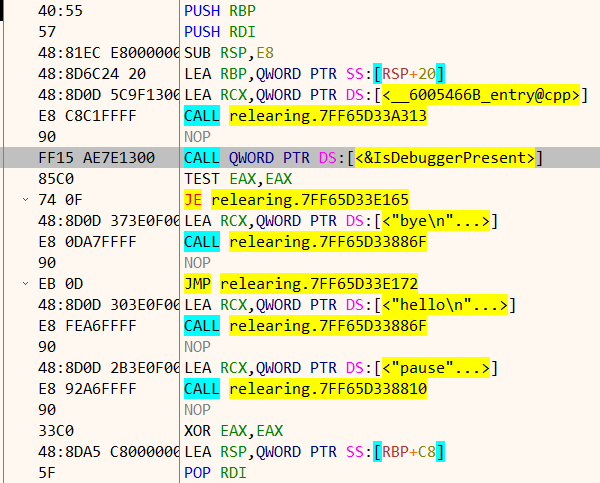 40:55 PUSH RBP
57 PUSH RDI
48:81EC E8000000 SUB RSP,E8
48:8D6C24 20 LEA RBP,QWORD PTR SS:[RSP+20]
48:8D0D 5C9F1300 LEA RCX,QWORD PTR DS:[<__6005466B_entry@cpp>]
E8 C8C1FFFF CALL relearing.7FF65D33A313
90 NOP
FF15 AE7E1300 CALL QWORD PTR DS:[<&IsDebuggerPresent>]
85C0 TEST EAX,EAX
74 0F JE relearing.7FF65D33E165
48:8D0D 373E0F00 LEA RCX,QWORD PTR DS:[<"bye\n"...>]
E8 0DA7FFFF CALL relearing.7FF65D33886F
90 NOP
EB 0D JMP relearing.7FF65D33E172
48:8D0D 303E0F00 LEA RCX,QWORD PTR DS:[<"hello\n"...>]
E8 FEA6FFFF CALL relearing.7FF65D33886F
90 NOP
48:8D0D 2B3E0F00 LEA RCX,QWORD PTR DS:[<"pause"...>]
E8 92A6FFFF CALL relearing.7FF65D338810
90 NOP
33C0 XOR EAX,EAX
48:8DA5 C8000000 LEA RSP,QWORD PTR SS:[RBP+C8]
5F POP RDI